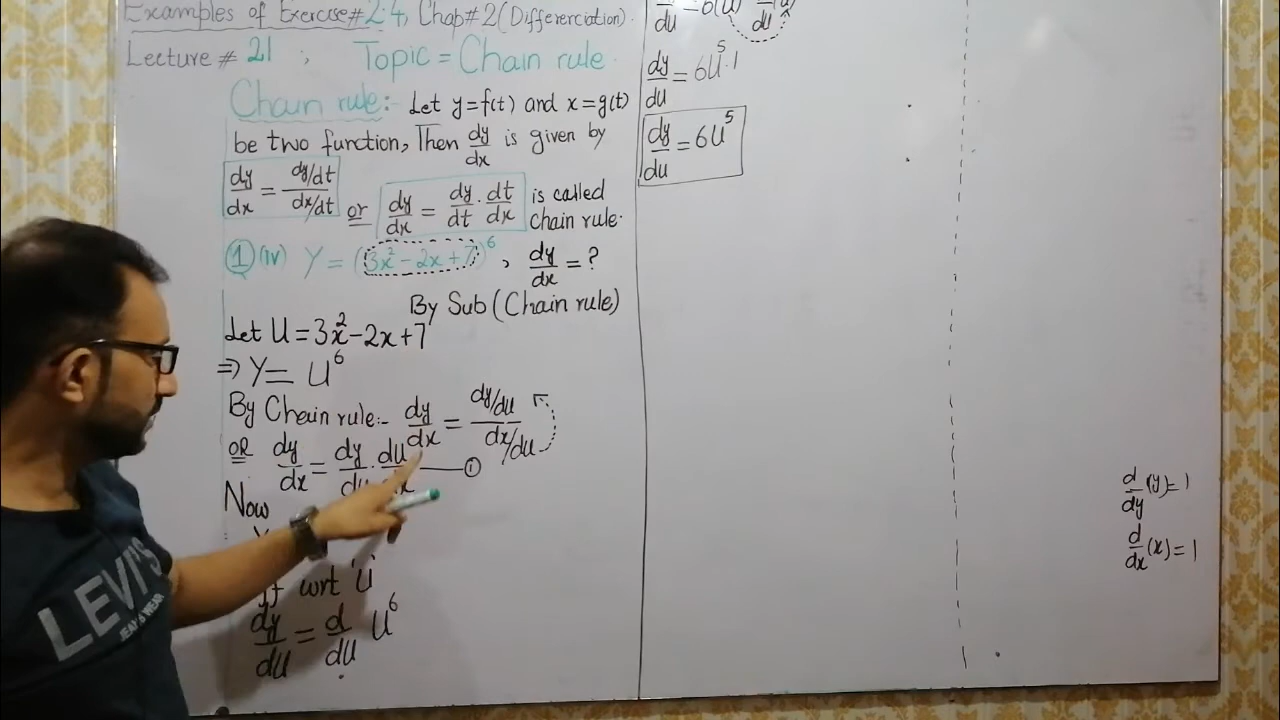 Examples of Exercise# 2.4, Chap#2(Differenciation).
Lecture # 21 ; Topic = Chain rule.
Chain rule:- Let y=f(t) and x=g(t)
be two function, Then dy/dx is given by
dy/dx = (dy/dt)/(dx/dt) or dy/dx = dy/dt . dt/dx is called
chain rule.
① (iv) Y = (3x²-2x+7)⁶, dy/dx = ?
By Sub (Chain rule)
Let U = 3x²-2x+7
⇒ Y = U⁶
By Chain rule:- dy/dx = (dy/du)/(dx/du)
OR dy/dx = dy/du . du/dx — ①
Now
wrt 'U'
dy/du = d/du U⁶
dy/du = 6U⁵.1
dy/du = 6U⁵
d/dy (y) = 1
d/dx (x) = 1
LEVI'S